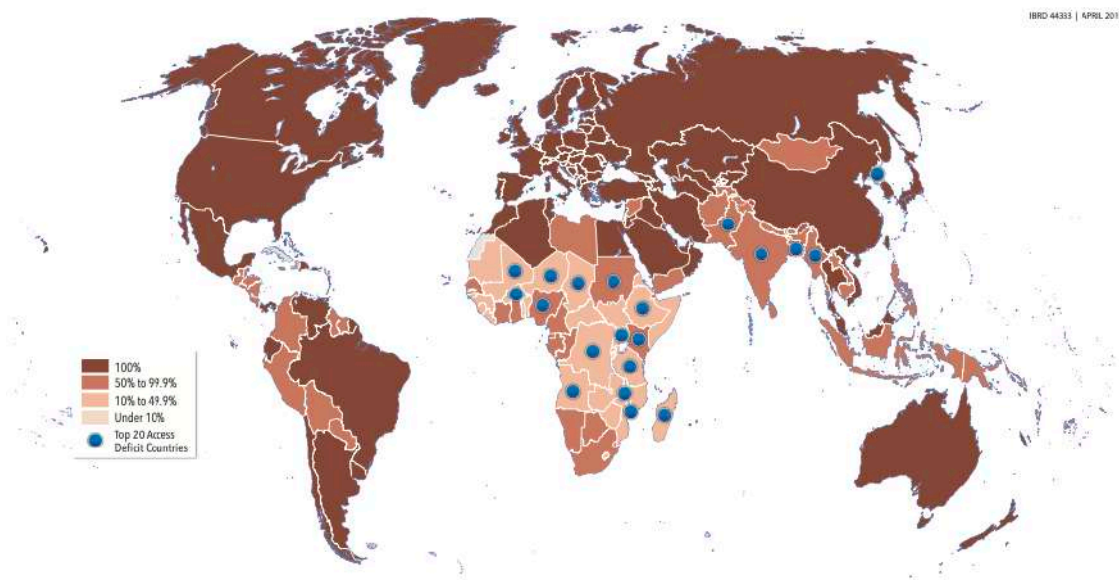 IBRD 44333 | APRIL 201
100%
50% to 99.9%
10% to 49.9%
Under 10%
Top 20 Access
Deficit Countries